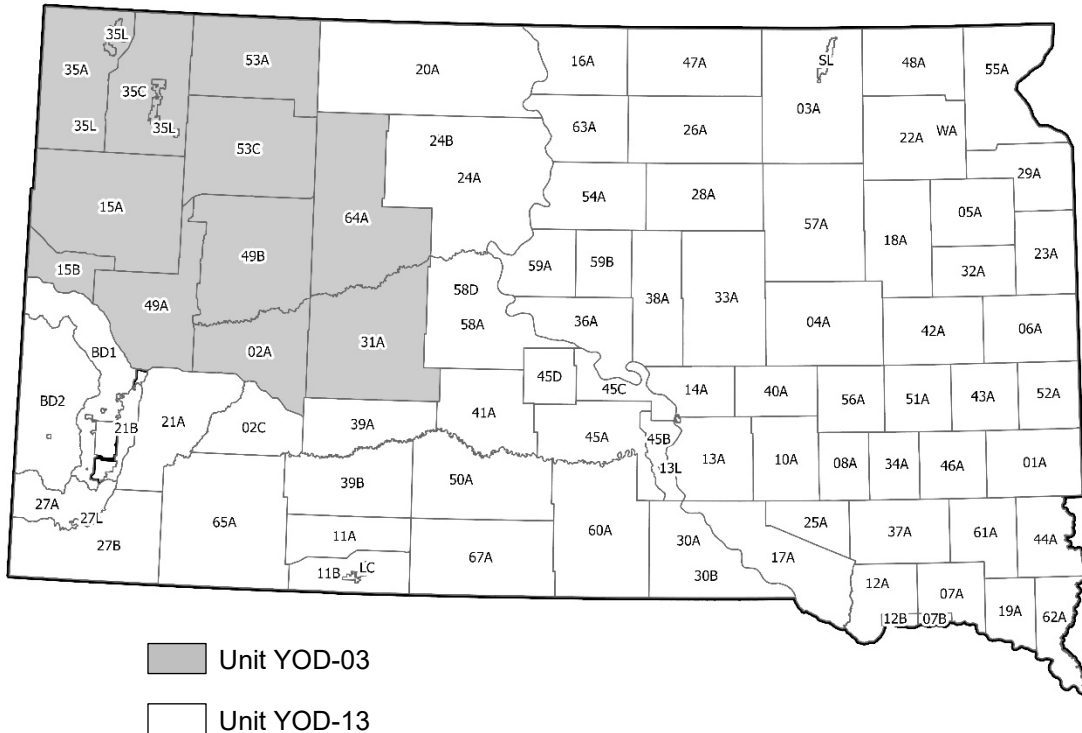 35L
35A
53A
20A
16A
47A
SL
48A
55A
35C
03A
35L
35L
63A
26A
22A
WA
53C
24B
24A
29A
15A
64A
54A
28A
57A
05A
18A
49B
59A
59B
23A
32A
15B
49A
58D
38A
33A
58A
36A
04A
42A
06A
BD1
02A
31A
45D
45C
14A
40A
56A
51A
43A
52A
BD2
21B
21A
02C
39A
41A
45A
45B
13L
13A
10A
08A
34A
46A
01A
27A
39B
50A
27L
65A
60A
27B
11A
30A
25A
37A
61A
44A
11B
LC
67A
30B
17A
12A
07A
19A
62A
12B
07B
Unit YOD-03
Unit YOD-13